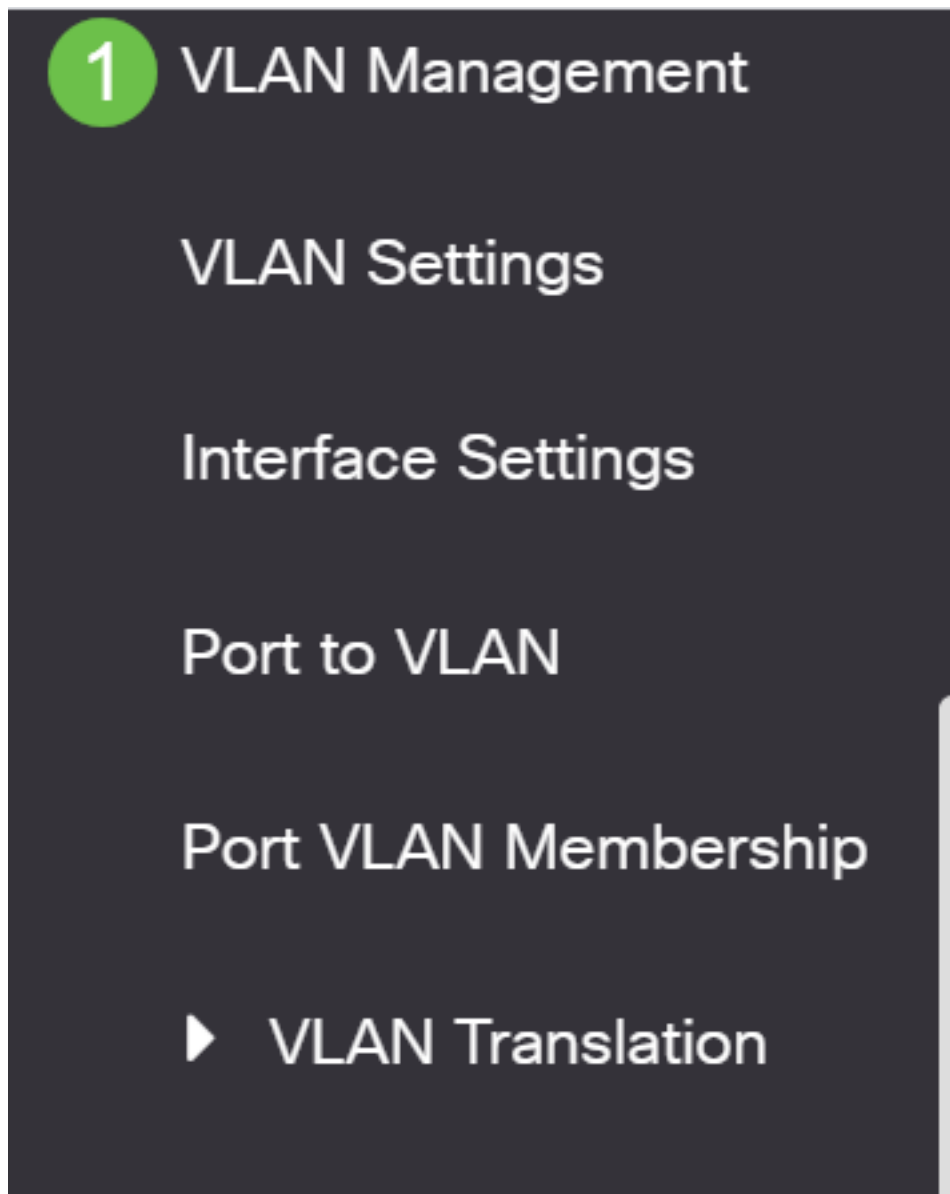 1 VLAN Management
VLAN Settings
Interface Settings
Port to VLAN
Port VLAN Membership
VLAN Translation